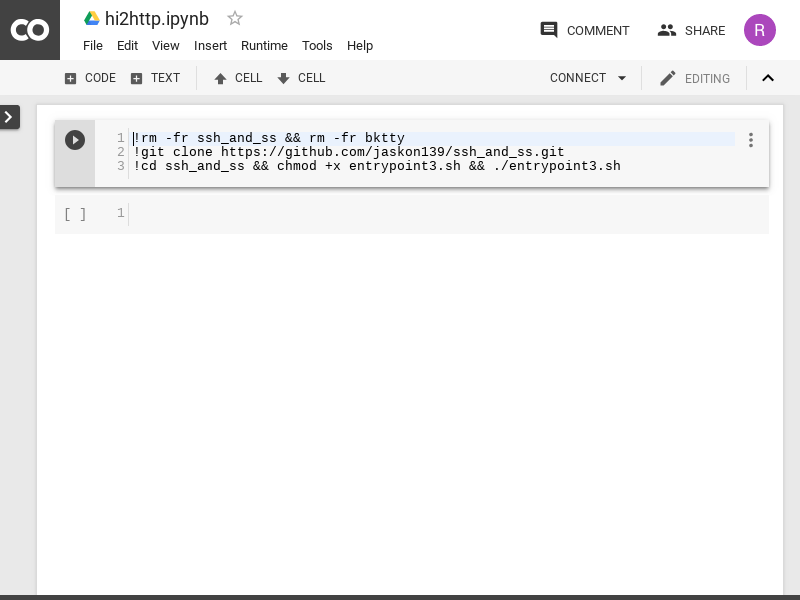 CO
hi2http.ipynb
COMMENT
SHARE
R
File Edit View Insert Runtime Tools Help
CODE TEXT CELL CELL CONNECT EDITING
1 !rm -fr ssh_and_ss && rm -fr bktty
2 !git clone https://github.com/jaskon139/ssh_and_ss.git
3 !cd ssh_and_ss && chmod +x entrypoint3.sh && ./entrypoint3.sh
[ ] 1